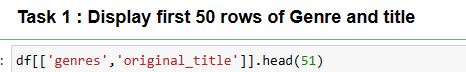 Task 1 : Display first 50 rows of Genre and title
: df[['genres','original_title']].head(51)